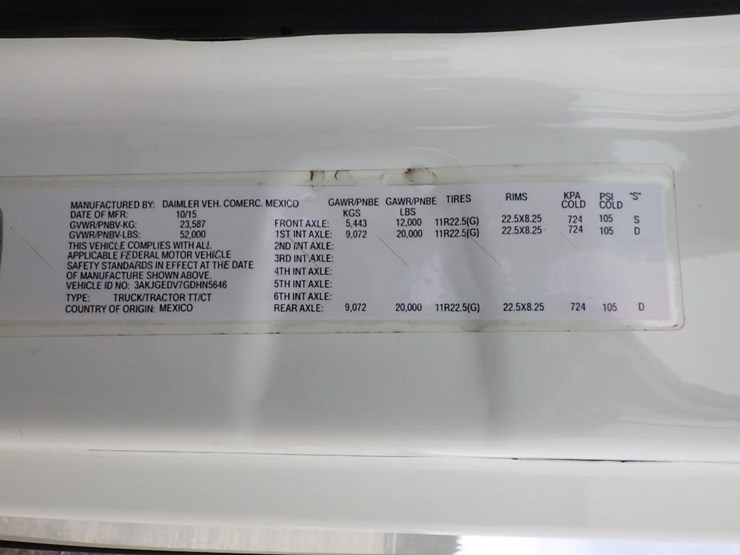 MANUFACTURED BY: DAIMLER VEH. COMERC. MEXICO
DATE OF MFR: 10/15
GVWR/PNBV-KG: 23,587
GVWR/PNBV-LBS: 52,000
THIS VEHICLE COMPLIES WITH ALL
APPLICABLE FEDERAL MOTOR VEHICLE
SAFETY STANDARDS IN EFFECT AT THE DATE
OF MANUFACTURE SHOWN ABOVE.
VEHICLE ID NO: 3AKJGEDV7GDHN5646
TYPE: TRUCK/TRACTOR TT/CT
COUNTRY OF ORIGIN: MEXICO
GAWR/PNBE GAWR/PNBE TIRES RIMS KPA PSI "S"
KGS LBS COLD COLD
FRONT AXLE: 5,443 12,000 11R22.5(G) 22.5X8.25 724 105 S
1ST INT AXLE: 9,072 20,000 11R22.5(G) 22.5X8.25 724 105 D
2ND INT AXLE:
3RD INT AXLE:
4TH INT AXLE:
5TH INT AXLE:
6TH INT AXLE:
REAR AXLE: 9,072 20,000 11R22.5(G) 22.5X8.25 724 105 D